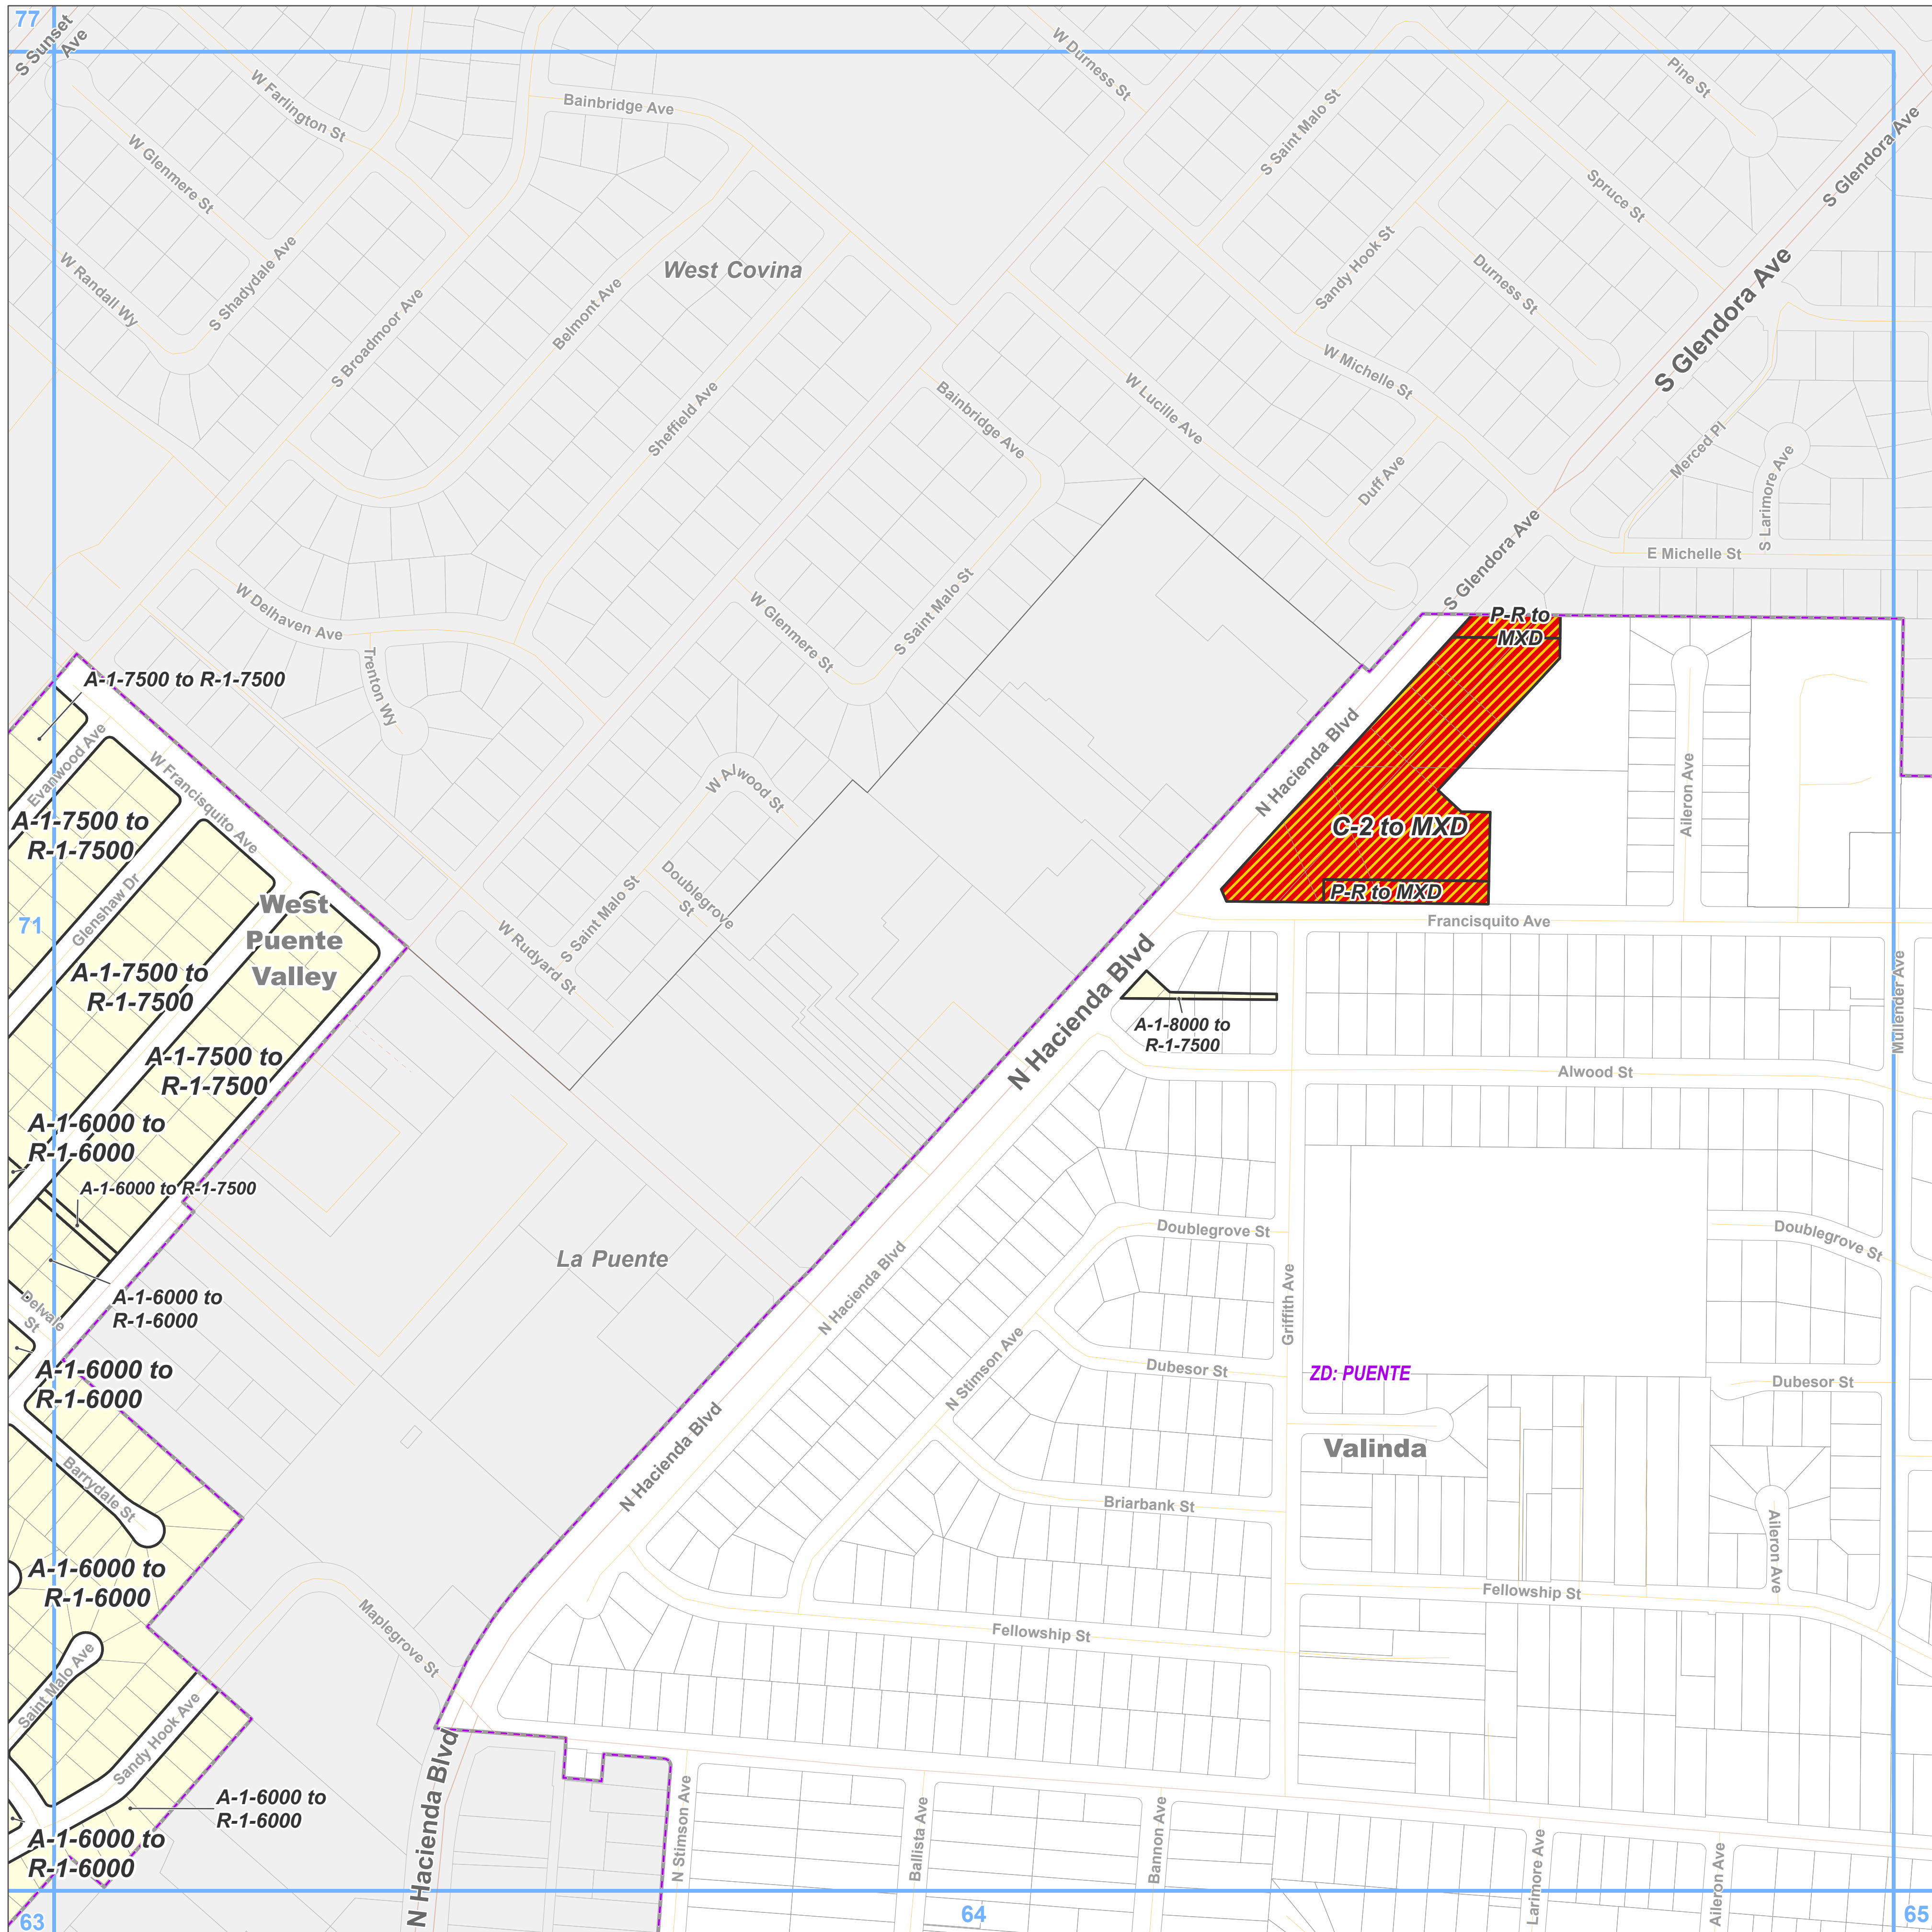 77
S Sunset
Ave
W Farlington St
Bainbridge Ave
W Durness St
S Saint Malo St
Pine St
S Glendora Ave
W Glenmere St
Spruce St
Sandy Hook St
W Randall Wy
S Shadydale Ave
West Covina
Durness St
S Glendora Ave
S Broadmoor Ave
Belmont Ave
W Michelle St
Sheffield Ave
Bainbridge Ave
W Lucille Ave
Merced Pl
Duff Ave
S Larimore Ave
S Glendora Ave
E Michelle St
W Delhaven Ave
W Glenmere St
S Saint Malo St
P-R to
MXD
Trenton Wy
A-1-7500 to R-1-7500
Evanwood Ave
W Francisquito Ave
W Alwood St
N Hacienda Blvd
Aileron Ave
A-1-7500 to
R-1-7500
C-2 to MXD
Glenshaw Dr
West
Puente
Valley
71
S Saint Malo St
Doublegrove
St
P-R to MXD
Francisquito Ave
W Rudyard St
A-1-7500 to
R-1-7500
N Hacienda Blvd
Mullender Ave
A-1-8000 to
R-1-7500
A-1-7500 to
R-1-7500
Alwood St
A-1-6000 to
R-1-6000
A-1-6000 to R-1-7500
Doublegrove St
Doublegrove St
La Puente
N Hacienda Blvd
Griffith Ave
A-1-6000 to
R-1-6000
Delvale
St
N Stimson Ave
Dubesor St
ZD: PUENTE
Dubesor St
A-1-6000 to
R-1-6000
N Hacienda Blvd
Valinda
Barrydale St
Briarbank St
Aileron Ave
A-1-6000 to
R-1-6000
Fellowship St
Maplegrove St
Fellowship St
Saint Malo Ave
Sandy Hook Ave
A-1-6000 to
R-1-6000
N Hacienda Blvd
N Stimson Ave
Ballista Ave
Bannon Ave
A-1-6000 to
R-1-6000
Larimore Ave
Aileron Ave
63
64
65